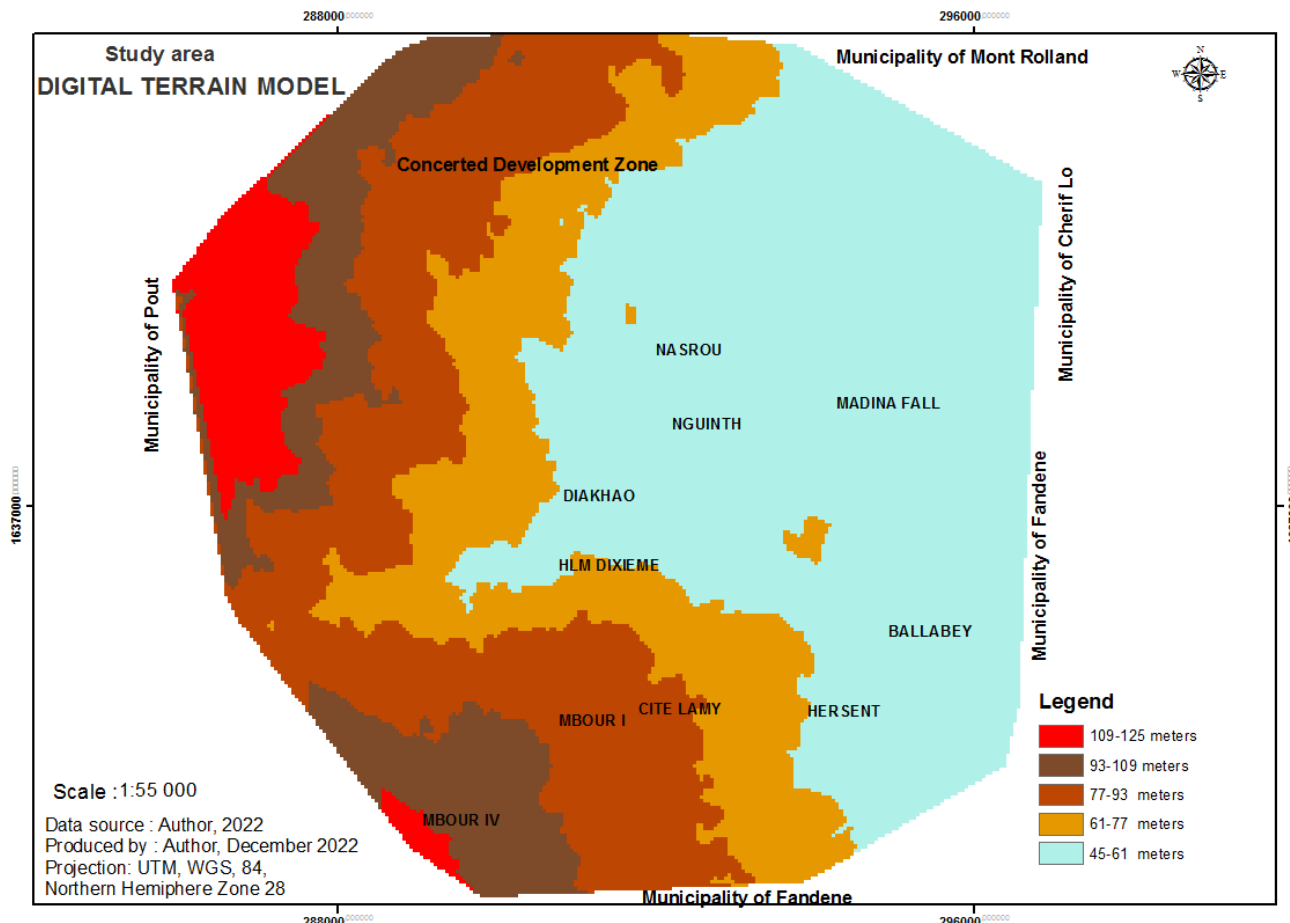 288000
296000
Study area
DIGITAL TERRAIN MODEL
Municipality of Mont Rolland
N
W
E
S
Concerted Development Zone
Municipality of Cherif Lo
Municipality of Pout
NASROU
MADINA FALL
NGUINTH
DIAKHAO
1637000
HLM DIXIEME
Municipality of Fandene
BALLABEY
CITE LAMY
HERSENT
MBOUR I
MBOUR IV
Legend
109-125 meters
93-109 meters
77-93 meters
61-77 meters
45-61 meters
Scale : 1:55 000
Data source : Author, 2022
Produced by : Author, December 2022
Projection: UTM, WGS, 84,
Northern Hemiphere Zone 28
Municipality of Fandene
288000
296000